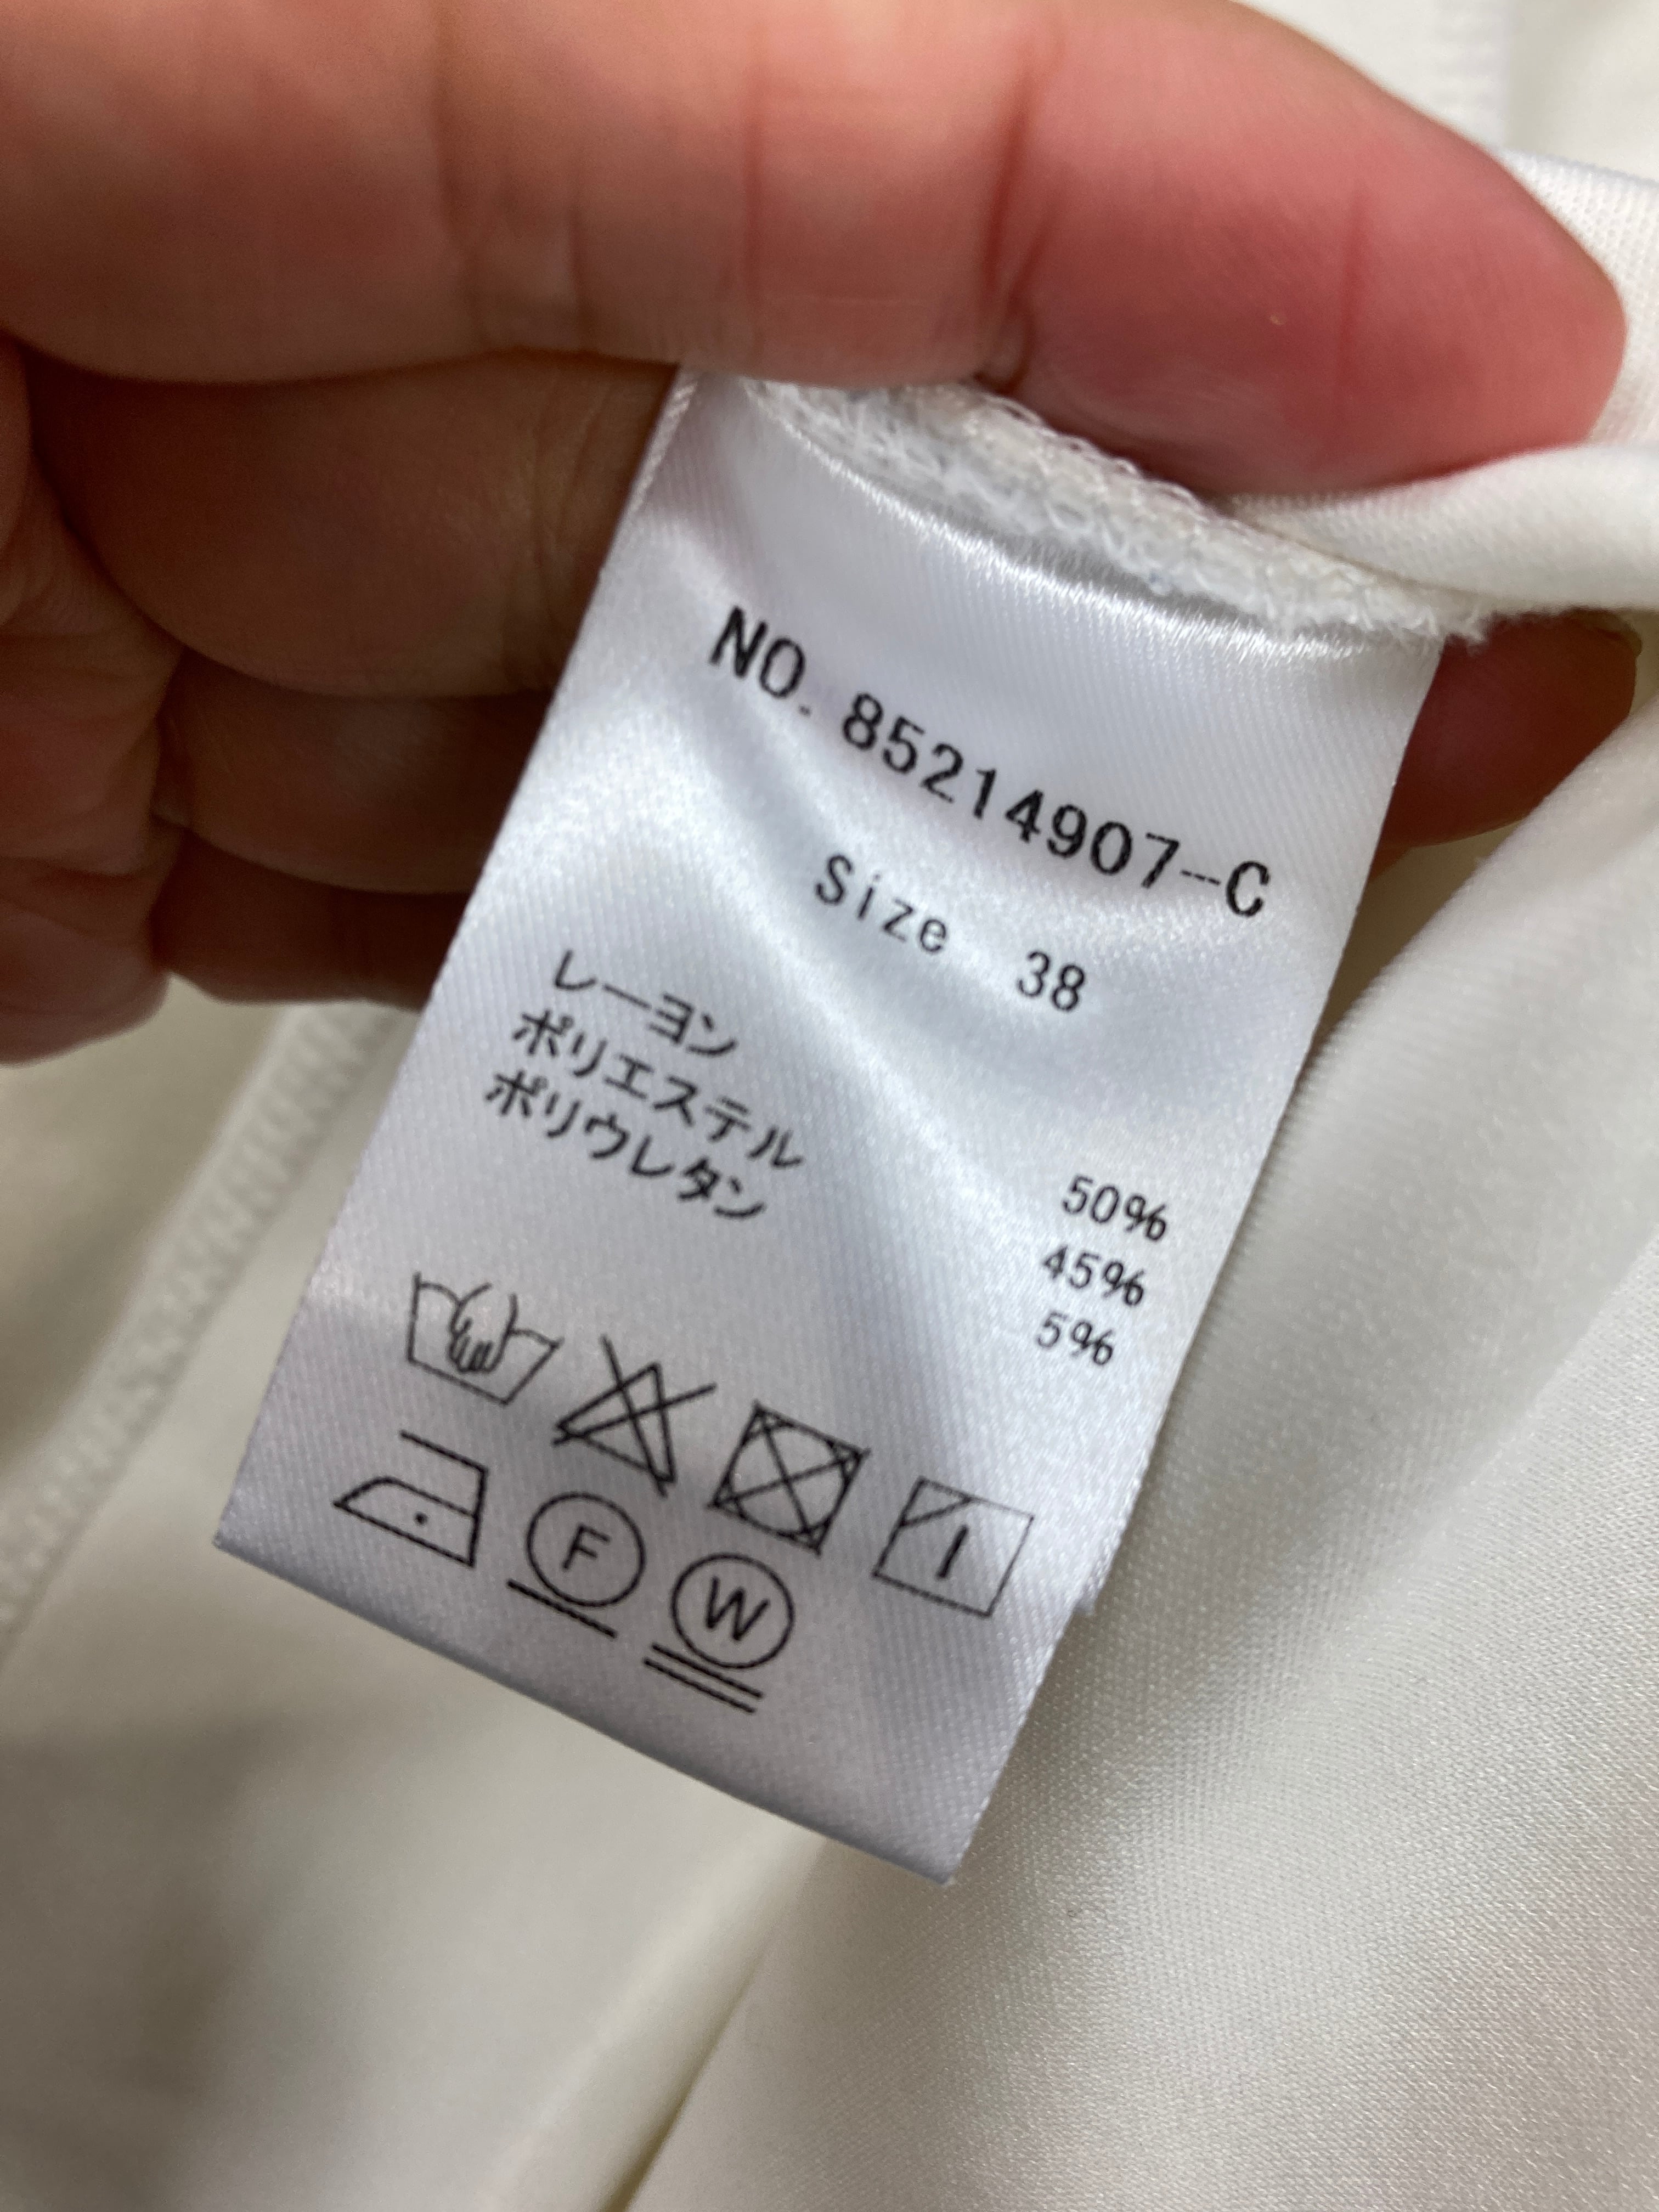 NO. 85214907-C
Size 38
レーヨン 50%
ポリエステル 45%
ポリウレタン 5%
F W